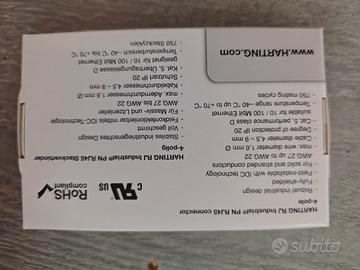 HARTING RJ Industrial® PN RJ45 connector
4-pole
Robust industrial design
Fully-shielded
Field-installable with IDC technology
For solid and stranded conductors
AWG 27 up to AWG 22
max. wire diameter 1,6 mm
Cable diameter 4,5 – 9 mm
Degree of protection IP 20
Cat. 5 performance class D
suitable for 10 / 100 Mbit Ethernet
Temperature range -40 °C up to + 70 °C
750 mating cycles
www.HARTING.com
HARTING RJ Industrial® PN RJ45 Steckverbinder
4-polig
Stabiles industriegerechtes Design
Voll geschirmt
Feldkonfektionierbar mittels IDC-Technologie
Für Massiv- und Litzenleiter
AWG 27 bis AWG 22
max. Aderndurchmesser 1,6 mm
Kabeldurchmesser 4,5 – 9 mm
Schutzart IP 20
Kat. 5, Übertragungsklasse D
geeignet für 10 / 100 Mbit Ethernet
Temperaturbereich -40 °C bis +70 °C
750 Steckzyklen
c RU us
RoHS
compliant
subito